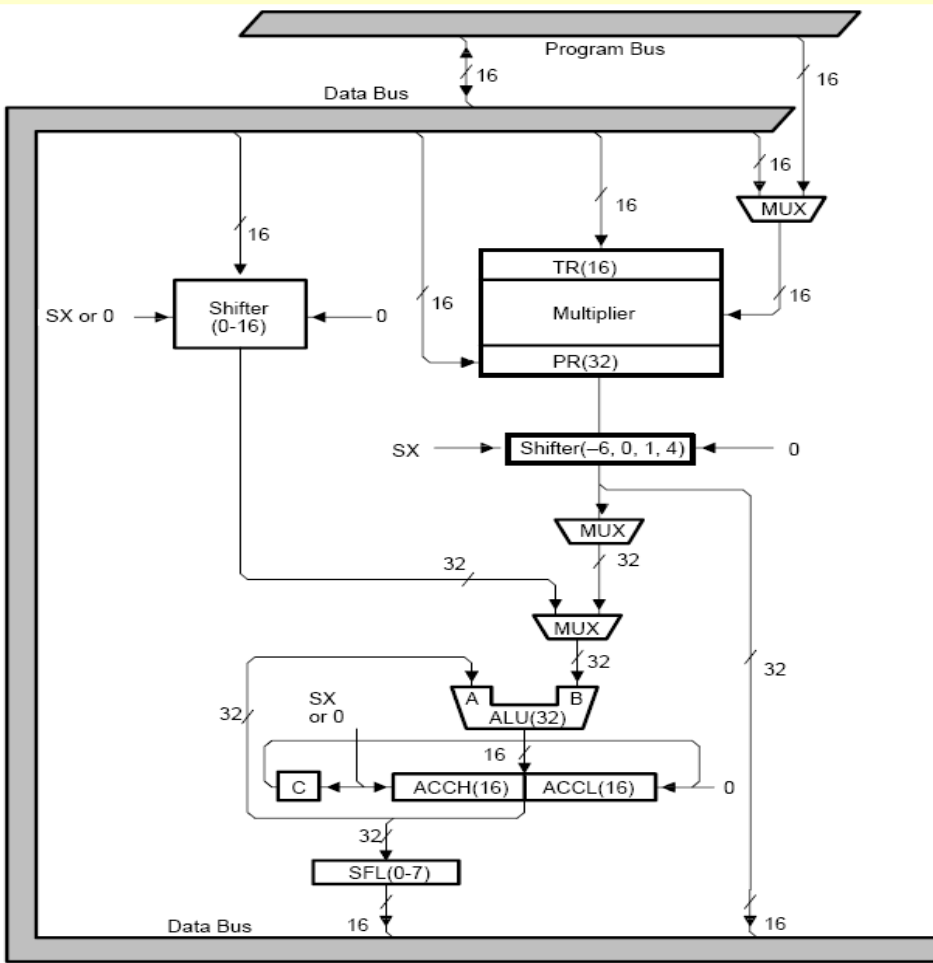 Program Bus
16
16
Data Bus
16
MUX
16
16
TR(16)
16
SX or 0
Shifter
(0-16)
0
16
Multiplier
PR(32)
SX
Shifter(–6, 0, 1, 4)
0
MUX
32
32
MUX
32
32
A
B
SX
or 0
32
ALU(32)
16
C
ACCH(16)
ACCL(16)
0
32
SFL(0-7)
Data Bus
16
16